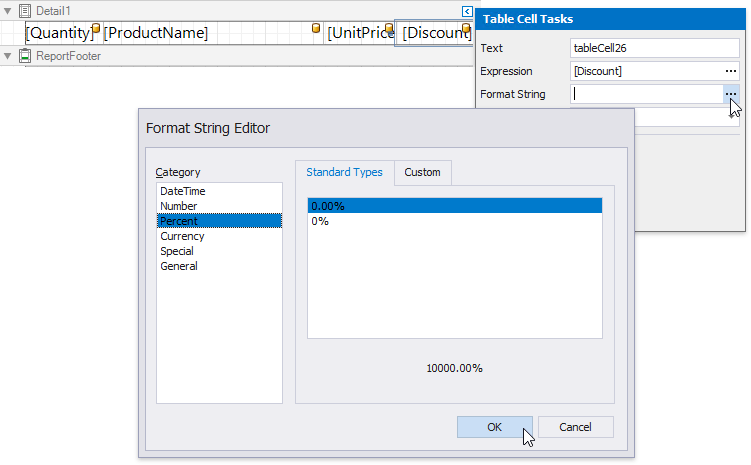 Detail1
[Quantity] [ProductName] [UnitPrice [Discount]
ReportFooter
Table Cell Tasks
Text tableCell26
Expression [Discount] ...
Format String ...
Format String Editor
Category
DateTime
Number
Percent
Currency
Special
General
Standard Types Custom
0.00%
0%
10000.00%
OK Cancel